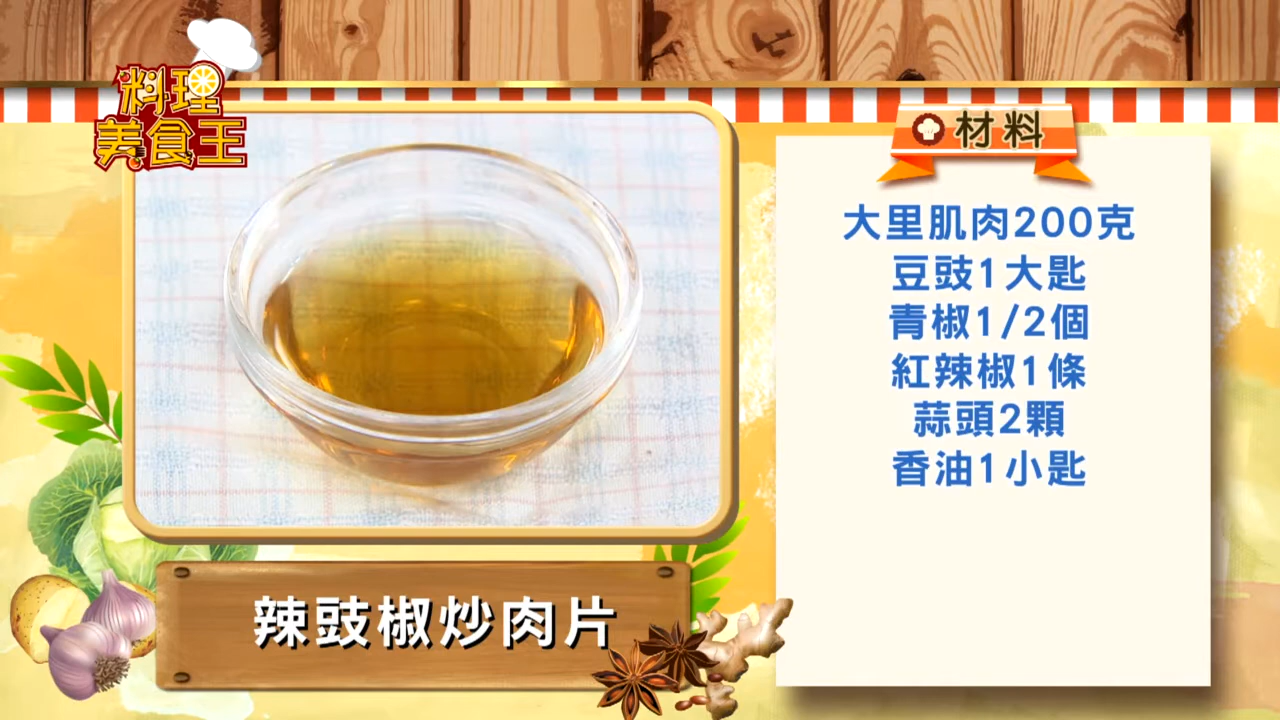 料理
美食王
材料
大里肌肉200克
豆豉1大匙
青椒1/2個
紅辣椒1條
蒜頭2顆
香油1小匙
辣豉椒炒肉片